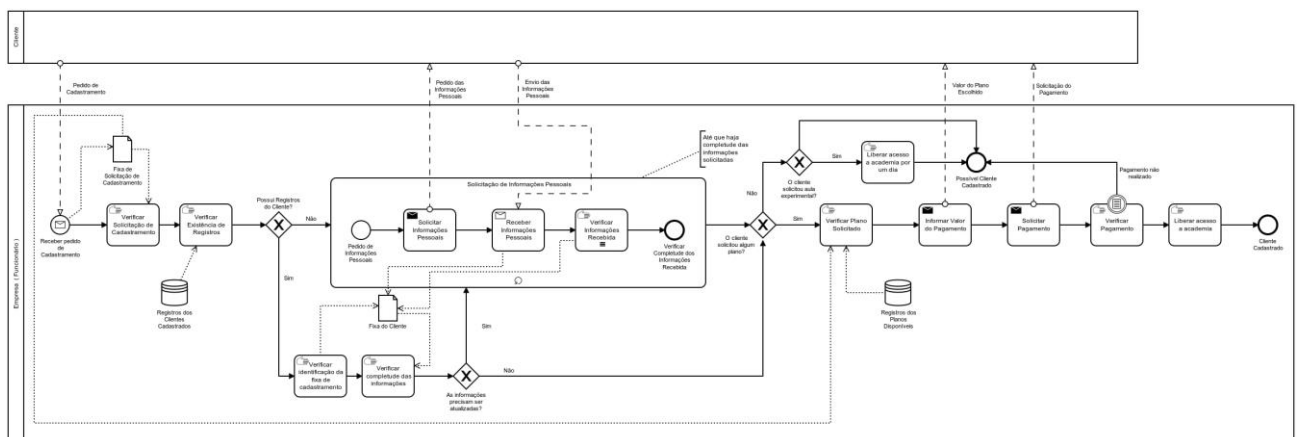 Cliente
Pedido de
Cadastramento
Pedido das
Informações
Pessoais
Envio das
Informações
Pessoais
Valor do Plano
Escolhido
Solicitação do
Pagamento
Empresa ( Funcionário )
Fixa de
Solicitação de
Cadastramento
Até que haja
completude das
informações
solicitadas
Liberar acesso
a academia por
um dia
Sim
O cliente
solicitou aula
experimental?
Possível Cliente
Cadastrado
Pagamento não
realizado
Não
Solicitação de Informações Pessoais
Possui Registros
do Cliente?
Não
Receber pedido
de
Cadastramento
Verificar
Solicitação de
Cadastramento
Verificar
Existência de
Registros
Pedido de
Informações
Pessoais
Solicitar
Informações
Pessoais
Receber
Informações
Pessoais
Verificar
Informações
Recebida
Verificar
Completude dos
Informações
Recebida
O cliente
solicitou algum
plano?
Sim
Verificar Plano
Solicitado
Informar Valor
do Pagamento
Solicitar
Pagamento
Verificar
Pagamento
Liberar acesso
a academia
Cliente
Cadastrado
Sim
Registros dos
Clientes
Cadastrados
Fixa do Cliente
Sim
Registros dos
Planos
Disponíveis
Verificar
identificação de
fixa de
cadastramento
Verificar
completude das
informações
Não
As informações
precisam ser
atualizadas?